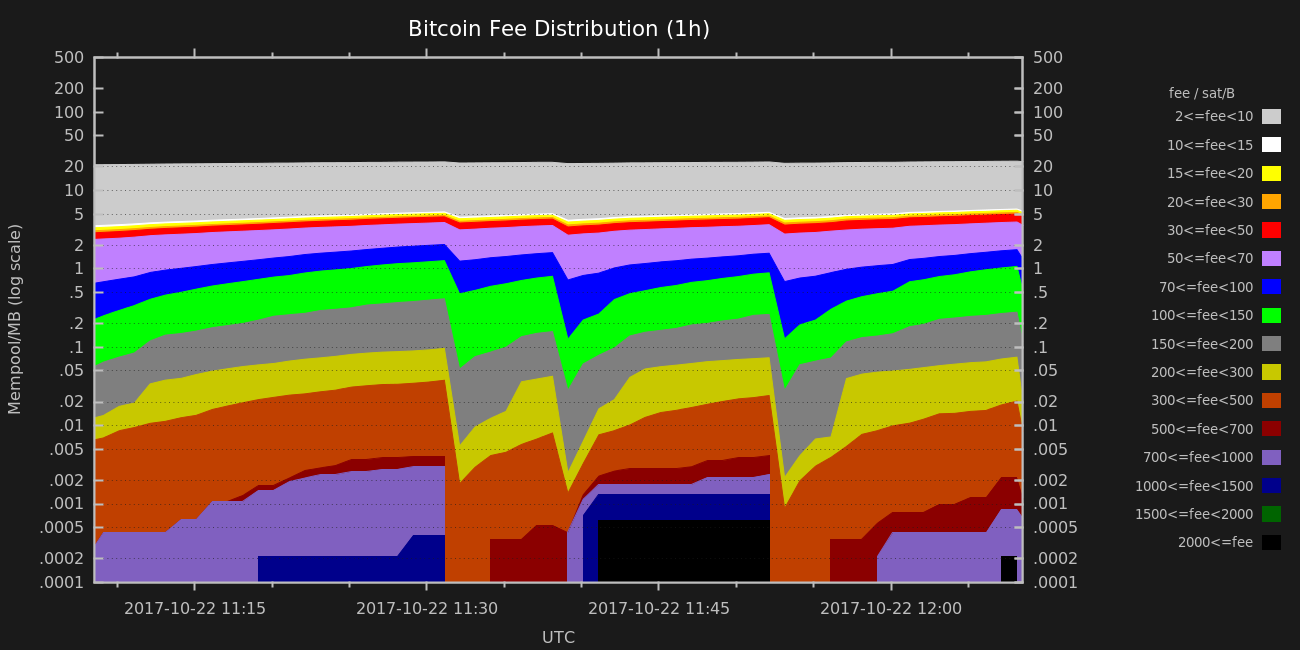 Bitcoin Fee Distribution (1h)
Mempool/MB (log scale)
500
200
100
50
20
10
5
2
1
.5
.2
.1
.05
.02
.01
.005
.002
.001
.0005
.0002
.0001
500
200
100
50
20
10
5
2
1
.5
.2
.1
.05
.02
.01
.005
.002
.001
.0005
.0002
.0001
2017-10-22 11:15 2017-10-22 11:30 2017-10-22 11:45 2017-10-22 12:00
UTC
fee / sat/B
2<=fee<10
10<=fee<15
15<=fee<20
20<=fee<30
30<=fee<50
50<=fee<70
70<=fee<100
100<=fee<150
150<=fee<200
200<=fee<300
300<=fee<500
500<=fee<700
700<=fee<1000
1000<=fee<1500
1500<=fee<2000
2000<=fee